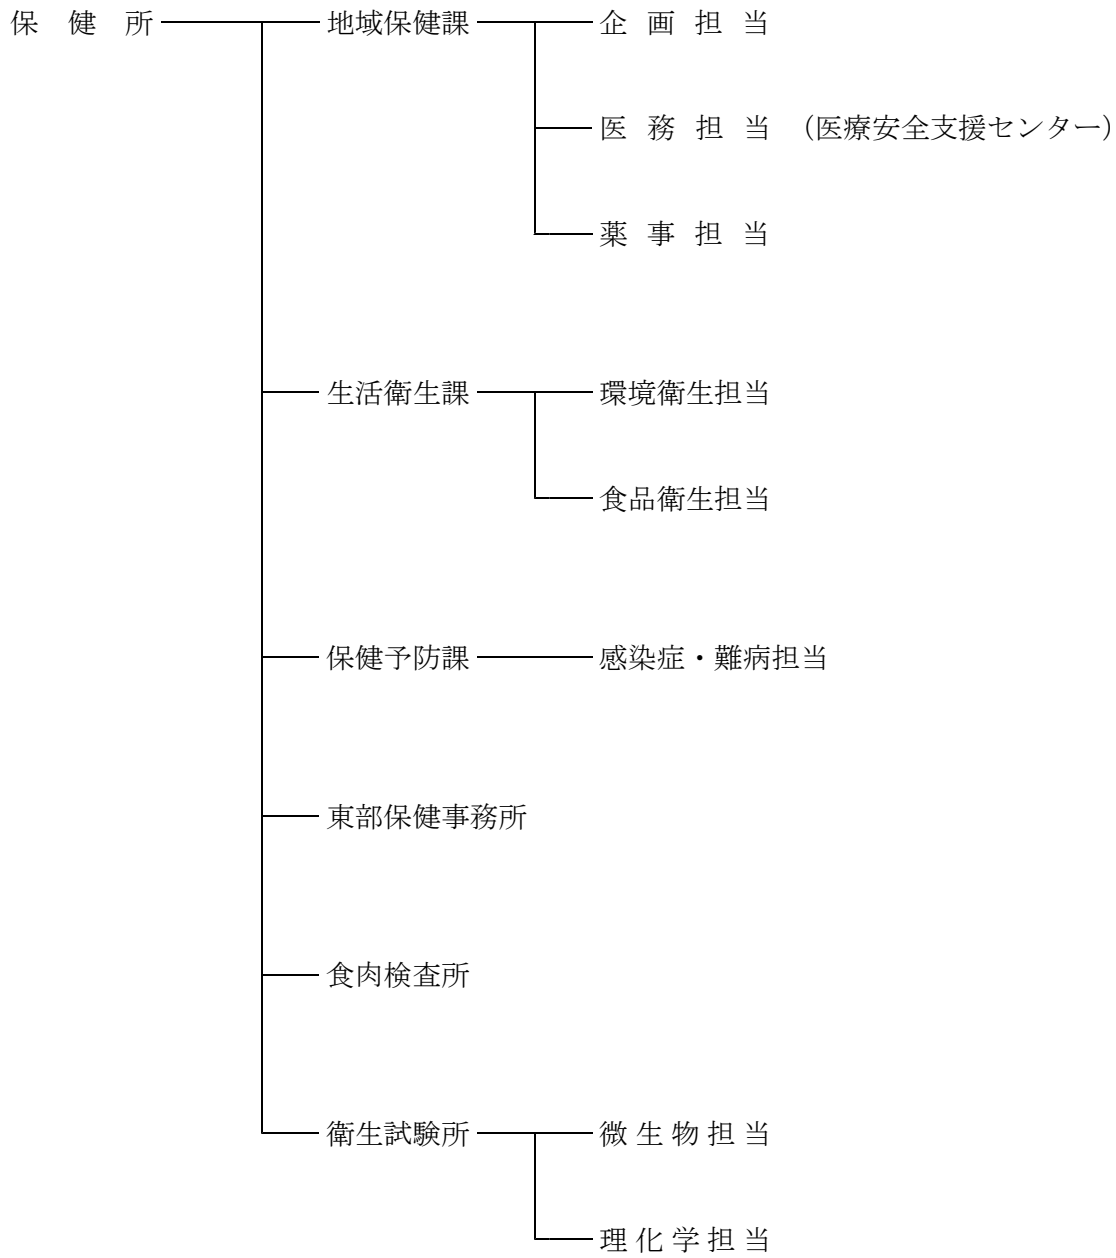 保健所 地域保健課 企画担当
医務担当 （医療安全支援センター）
薬事担当
生活衛生課 環境衛生担当
食品衛生担当
保健予防課 感染症・難病担当
東部保健事務所
食肉検査所
衛生試験所 微生物担当
理化学担当